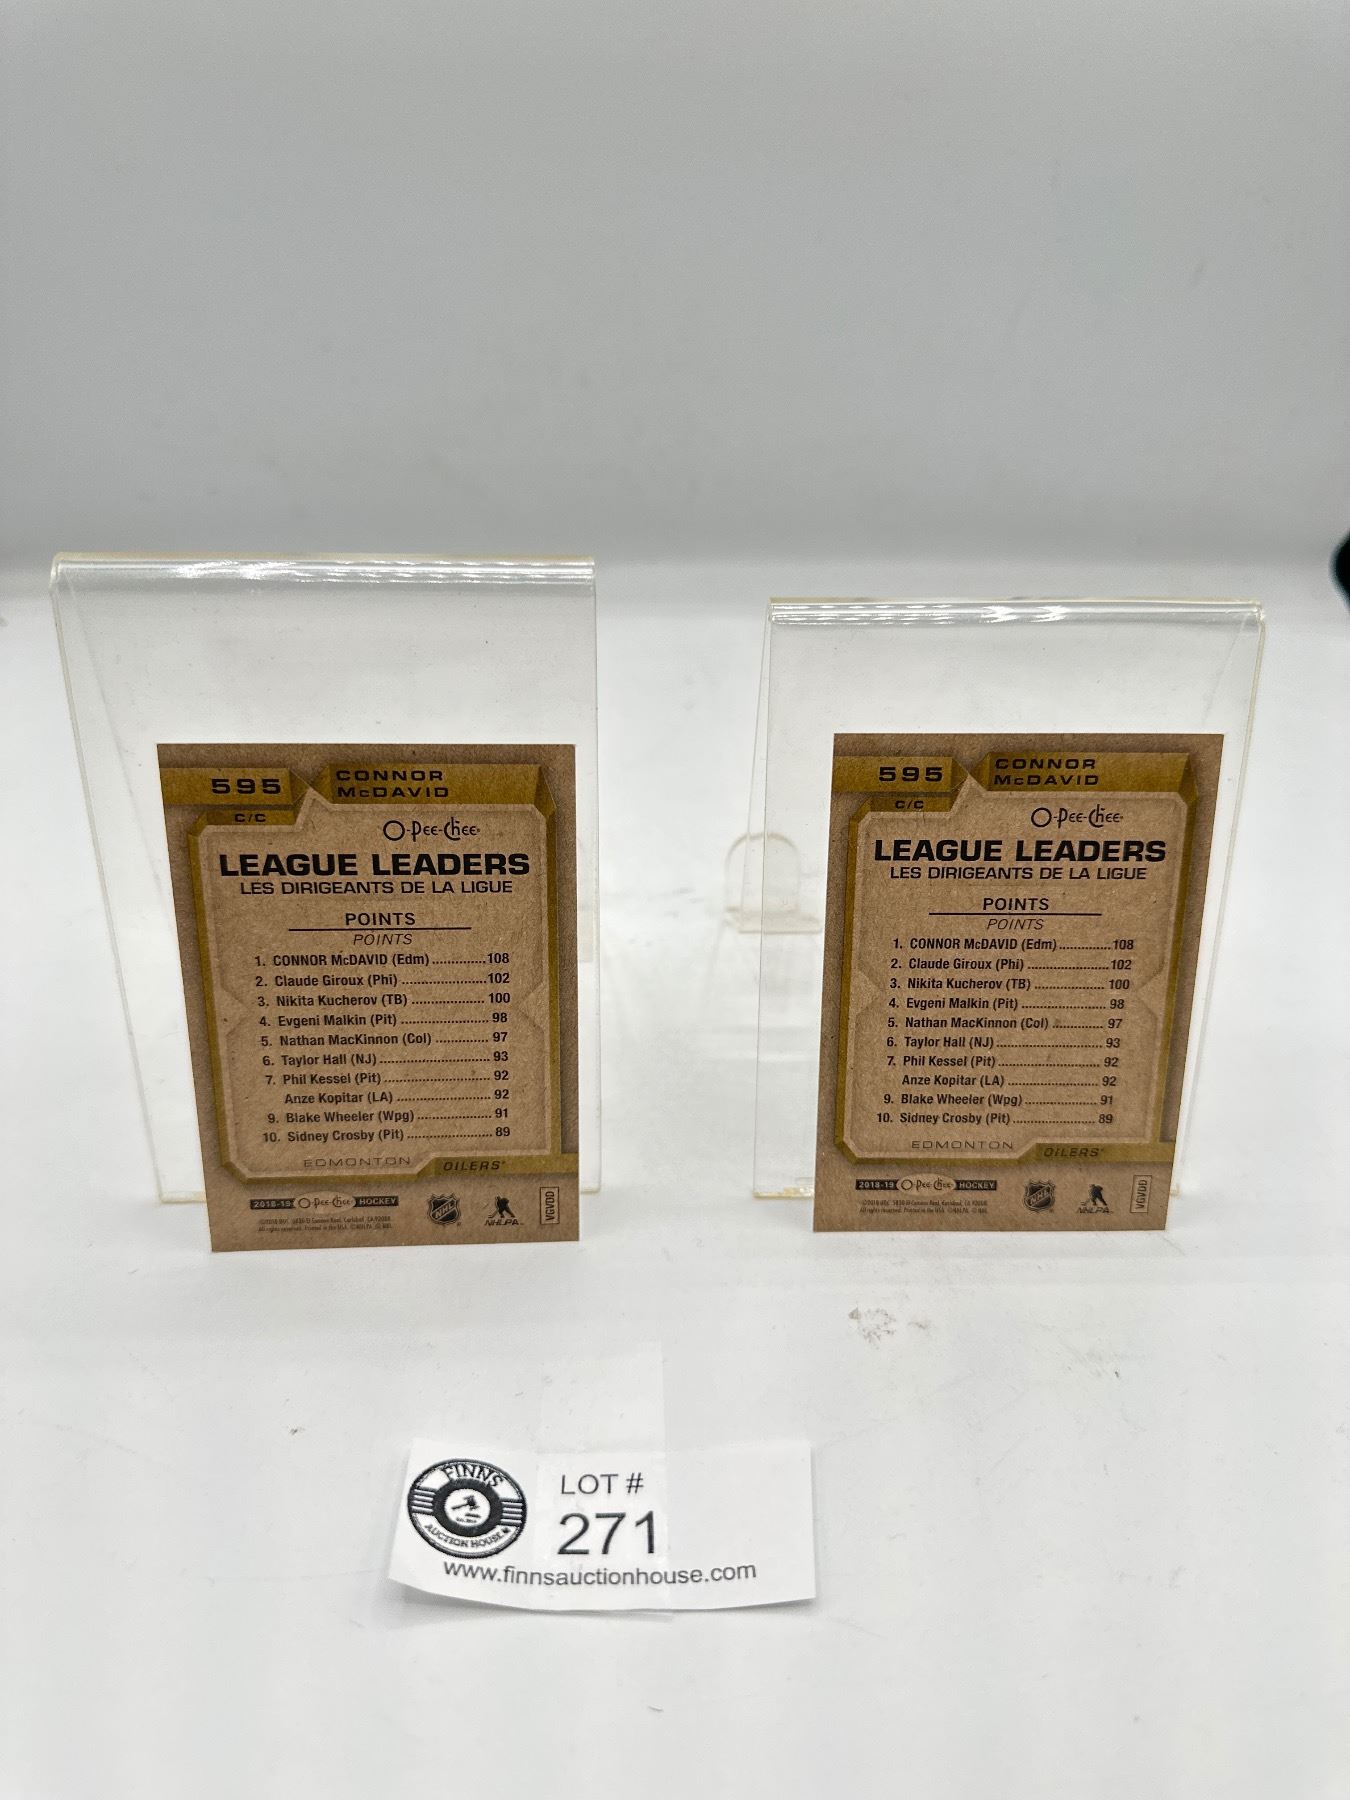 595
CONNOR
McDAVID
C/C
O-Pee-Chee
LEAGUE LEADERS
LES DIRIGEANTS DE LA LIGUE
POINTS
POINTS
1. CONNOR McDAVID (Edm)..............108
2. Claude Giroux (Phi) ..............................102
3. Nikita Kucherov (TB) .................... 100
4. Evgeni Malkin (Pit) .............................. 98
5. Nathan MacKinnon (Col) .............. 97
6. Taylor Hall (NJ) .............................. 93
7. Phil Kessel (Pit) .............................. 92
Anze Kopitar (LA) .............................. 92
9. Blake Wheeler (Wpg) ..................... 91
10. Sidney Crosby (Pit) ........................ 89
EDMONTON
OILERS
2018-19 O-Pee-Chee HOCKEY
NHL
NHLPA
VGVDD
595
CONNOR
McDAVID
C/C
O-Pee-Chee
LEAGUE LEADERS
LES DIRIGEANTS DE LA LIGUE
POINTS
POINTS
1. CONNOR McDAVID (Edm)..............108
2. Claude Giroux (Phi) ..............................102
3. Nikita Kucherov (TB) .................... 100
4. Evgeni Malkin (Pit) .............................. 98
5. Nathan MacKinnon (Col) .............. 97
6. Taylor Hall (NJ) .............................. 93
7. Phil Kessel (Pit) .............................. 92
Anze Kopitar (LA) .............................. 92
9. Blake Wheeler (Wpg) ..................... 91
10. Sidney Crosby (Pit) ........................ 89
EDMONTON
OILERS
2018-19 O-Pee-Chee HOCKEY
NHL
NHLPA
VGVDD
FINNS
AUCTION HOUSE
LOT #
271
www.finnsauctionhouse.com